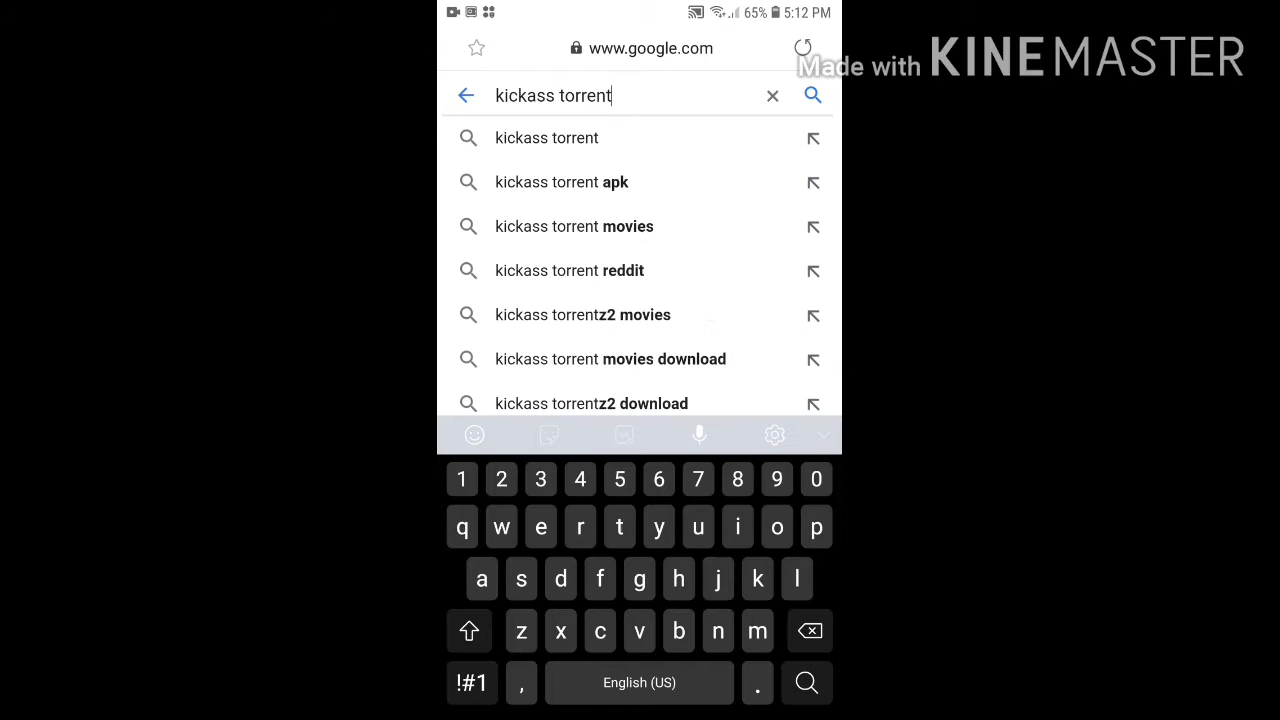 65% 5:12 PM
www.google.com
Made with KINEMASTER
kickass torrent
kickass torrent
kickass torrent apk
kickass torrent movies
kickass torrent reddit
kickass torrentz2 movies
kickass torrent movies download
kickass torrentz2 download
1 2 3 4 5 6 7 8 9 0
q w e r t y u i o p
a s d f g h j k l
z x c v b n m
!#1 , English (US) .